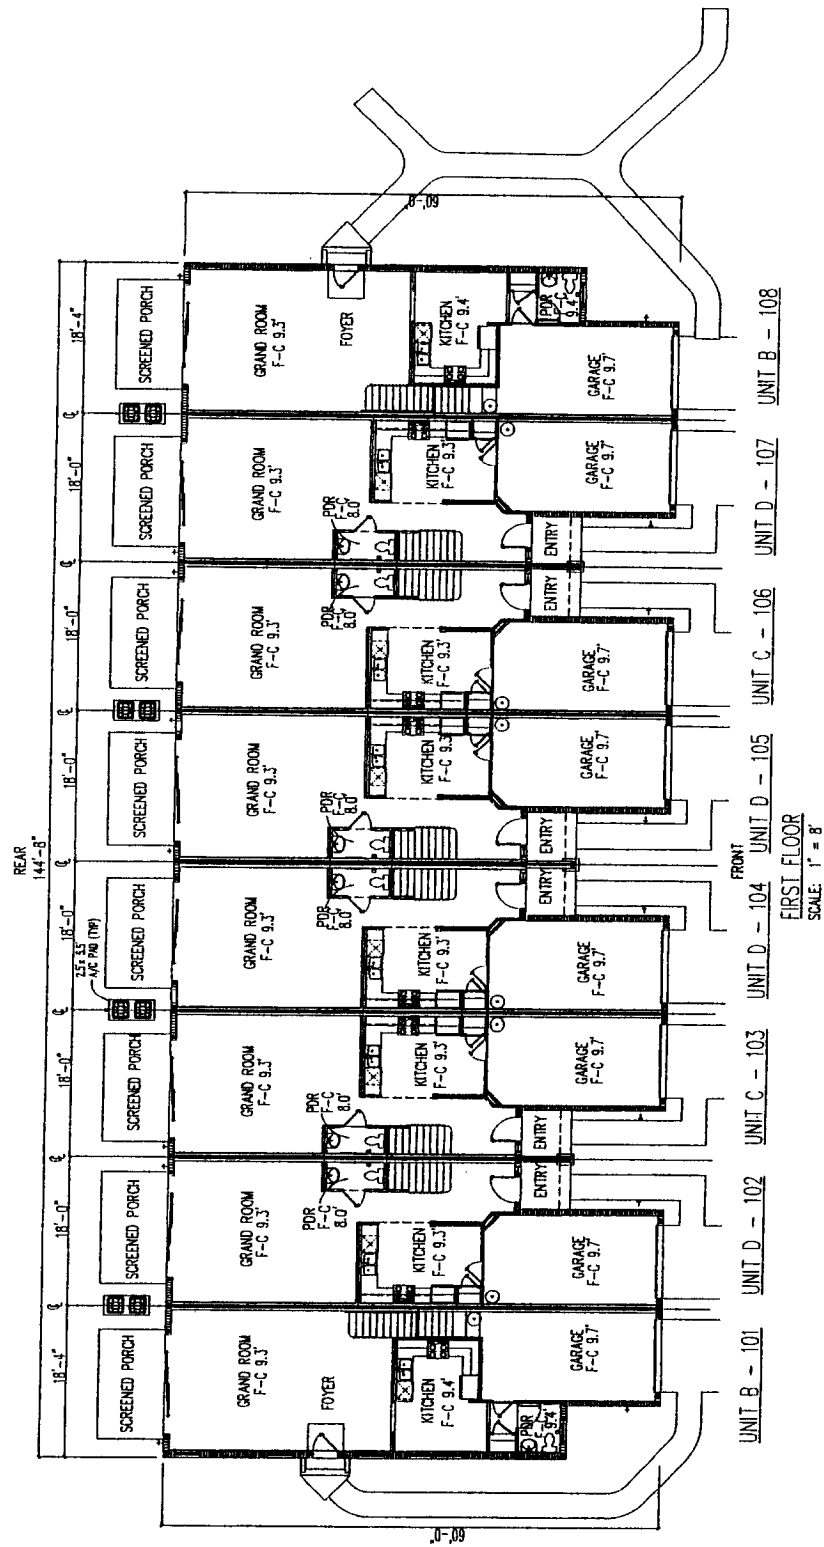 REAR
144'-8"
18'-4"
18'-0"
18'-0"
18'-0"
18'-0"
18'-0"
18'-0"
18'-4"
2.5 x 3.5
A/C PAD (TYP)
SCREENED PORCH
SCREENED PORCH
SCREENED PORCH
SCREENED PORCH
SCREENED PORCH
SCREENED PORCH
SCREENED PORCH
SCREENED PORCH
60'-0"
60'-0"
GRAND ROOM
F-C 9.3'
GRAND ROOM
F-C 9.3'
GRAND ROOM
F-C 9.3'
GRAND ROOM
F-C 9.3'
GRAND ROOM
F-C 9.3'
GRAND ROOM
F-C 9.3'
GRAND ROOM
F-C 9.3'
GRAND ROOM
F-C 9.3'
FOYER
FOYER
PDR
F-C
8.0'
PDR
F-C
8.0'
PDR
F-C
8.0'
PDR
F-C
8.0'
PDR
F-C
8.0'
PDR
F-C
8.0'
KITCHEN
F-C 9.4'
KITCHEN
F-C 9.3'
KITCHEN
F-C 9.3'
KITCHEN
F-C 9.3'
KITCHEN
F-C 9.3'
KITCHEN
F-C 9.3'
KITCHEN
F-C 9.3'
KITCHEN
F-C 9.4'
PDR
F-C
9.4'
PDR
F-C
9.4'
ENTRY
ENTRY
ENTRY
ENTRY
ENTRY
ENTRY
GARAGE
F-C 9.7'
GARAGE
F-C 9.7'
GARAGE
F-C 9.7'
GARAGE
F-C 9.7'
GARAGE
F-C 9.7'
GARAGE
F-C 9.7'
GARAGE
F-C 9.7'
GARAGE
F-C 9.7'
FRONT
UNIT B - 101
UNIT D - 102
UNIT C - 103
UNIT D - 104
UNIT D - 105
UNIT C - 106
UNIT D - 107
UNIT B - 108
FIRST FLOOR
SCALE: 1" = 8'